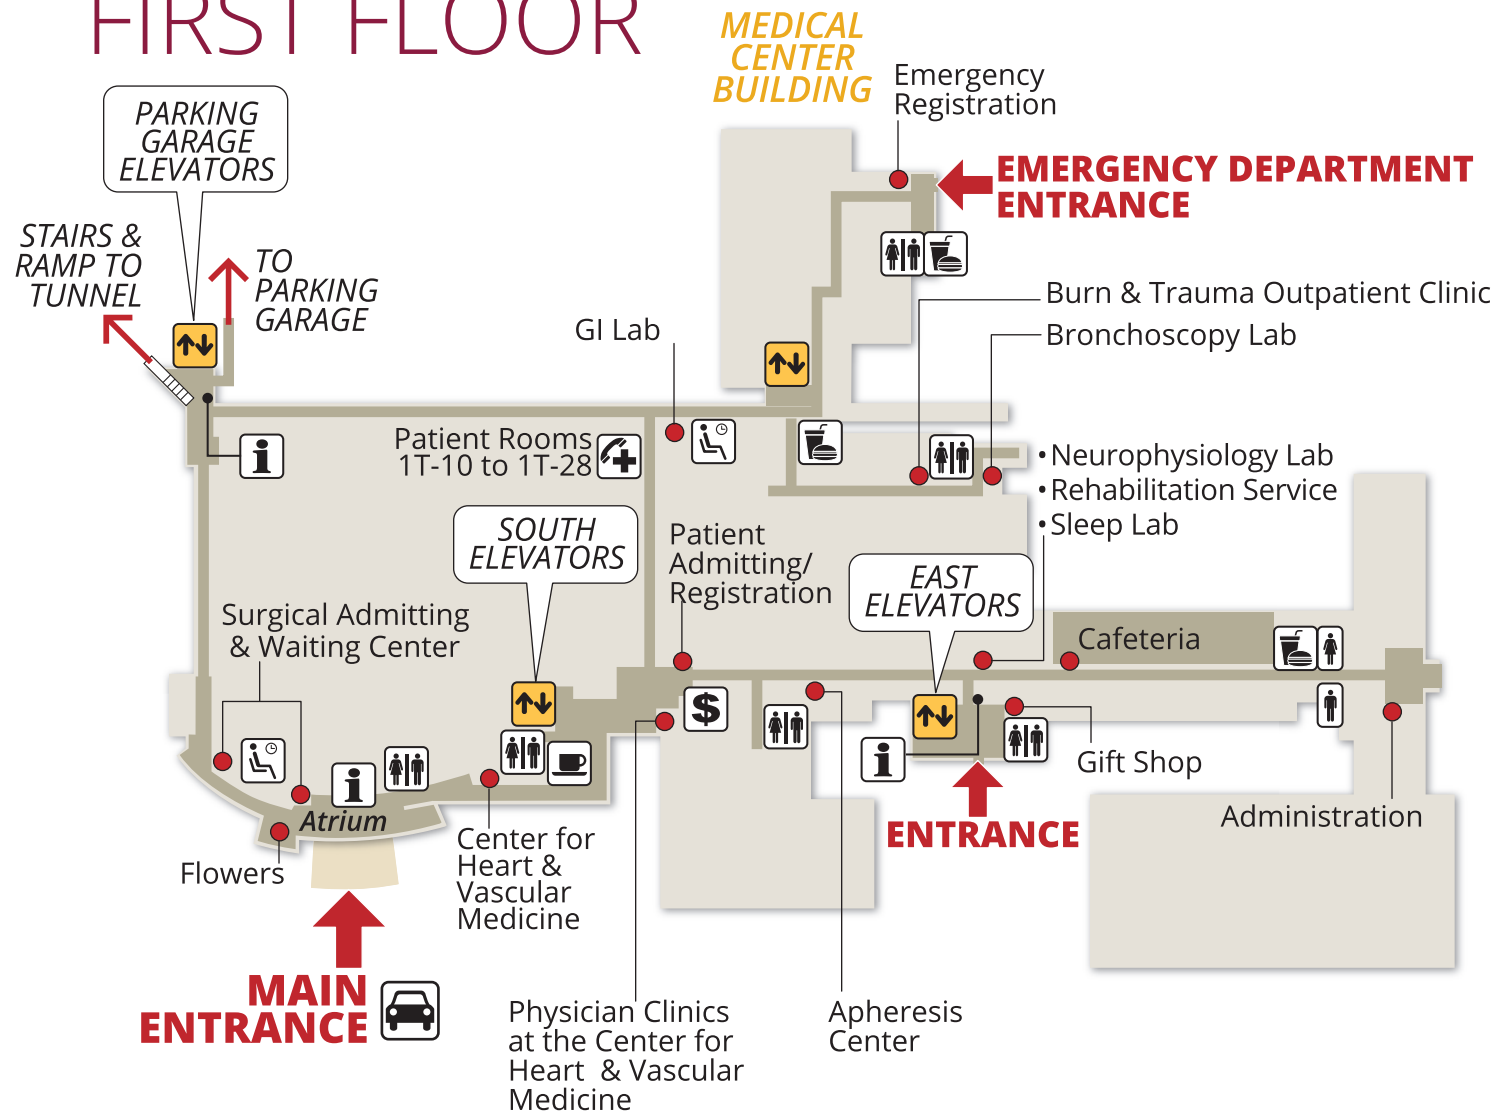 FIRST FLOOR
MEDICAL
CENTER
BUILDING
Emergency
Registration
PARKING
GARAGE
ELEVATORS
EMERGENCY DEPARTMENT
ENTRANCE
STAIRS &
RAMP TO
TUNNEL
TO
PARKING
GARAGE
Burn & Trauma Outpatient Clinic
GI Lab
Bronchoscopy Lab
Patient Rooms
1T-10 to 1T-28
i
• Neurophysiology Lab
• Rehabilitation Service
• Sleep Lab
SOUTH
ELEVATORS
Patient
Admitting/
Registration
EAST
ELEVATORS
Surgical Admitting
& Waiting Center
Cafeteria
$
i
Gift Shop
i
Atrium
Administration
ENTRANCE
Flowers
Center for
Heart &
Vascular
Medicine
MAIN
ENTRANCE
Physician Clinics
at the Center for
Heart & Vascular
Medicine
Apheresis
Center